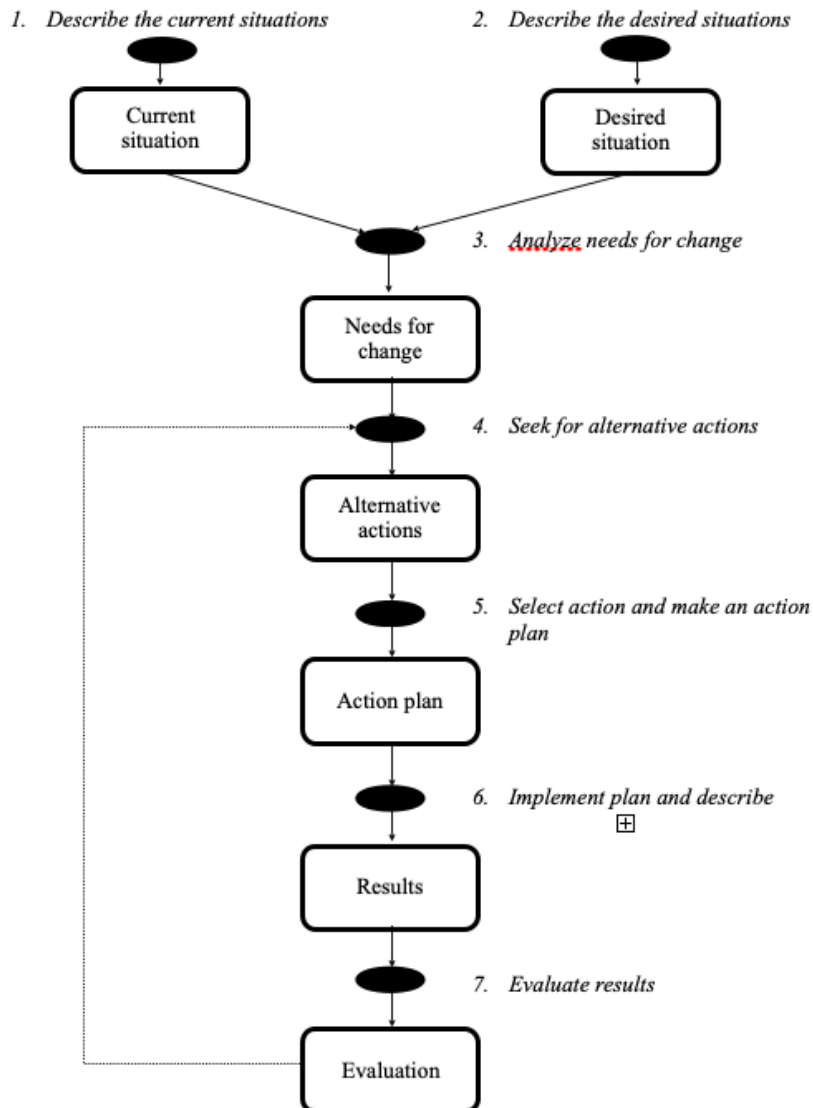 1. Describe the current situations
2. Describe the desired situations
Current
situation
Desired
situation
3. Analyze needs for change
Needs for
change
4. Seek for alternative actions
Alternative
actions
5. Select action and make an action
plan
Action plan
6. Implement plan and describe
Results
7. Evaluate results
Evaluation